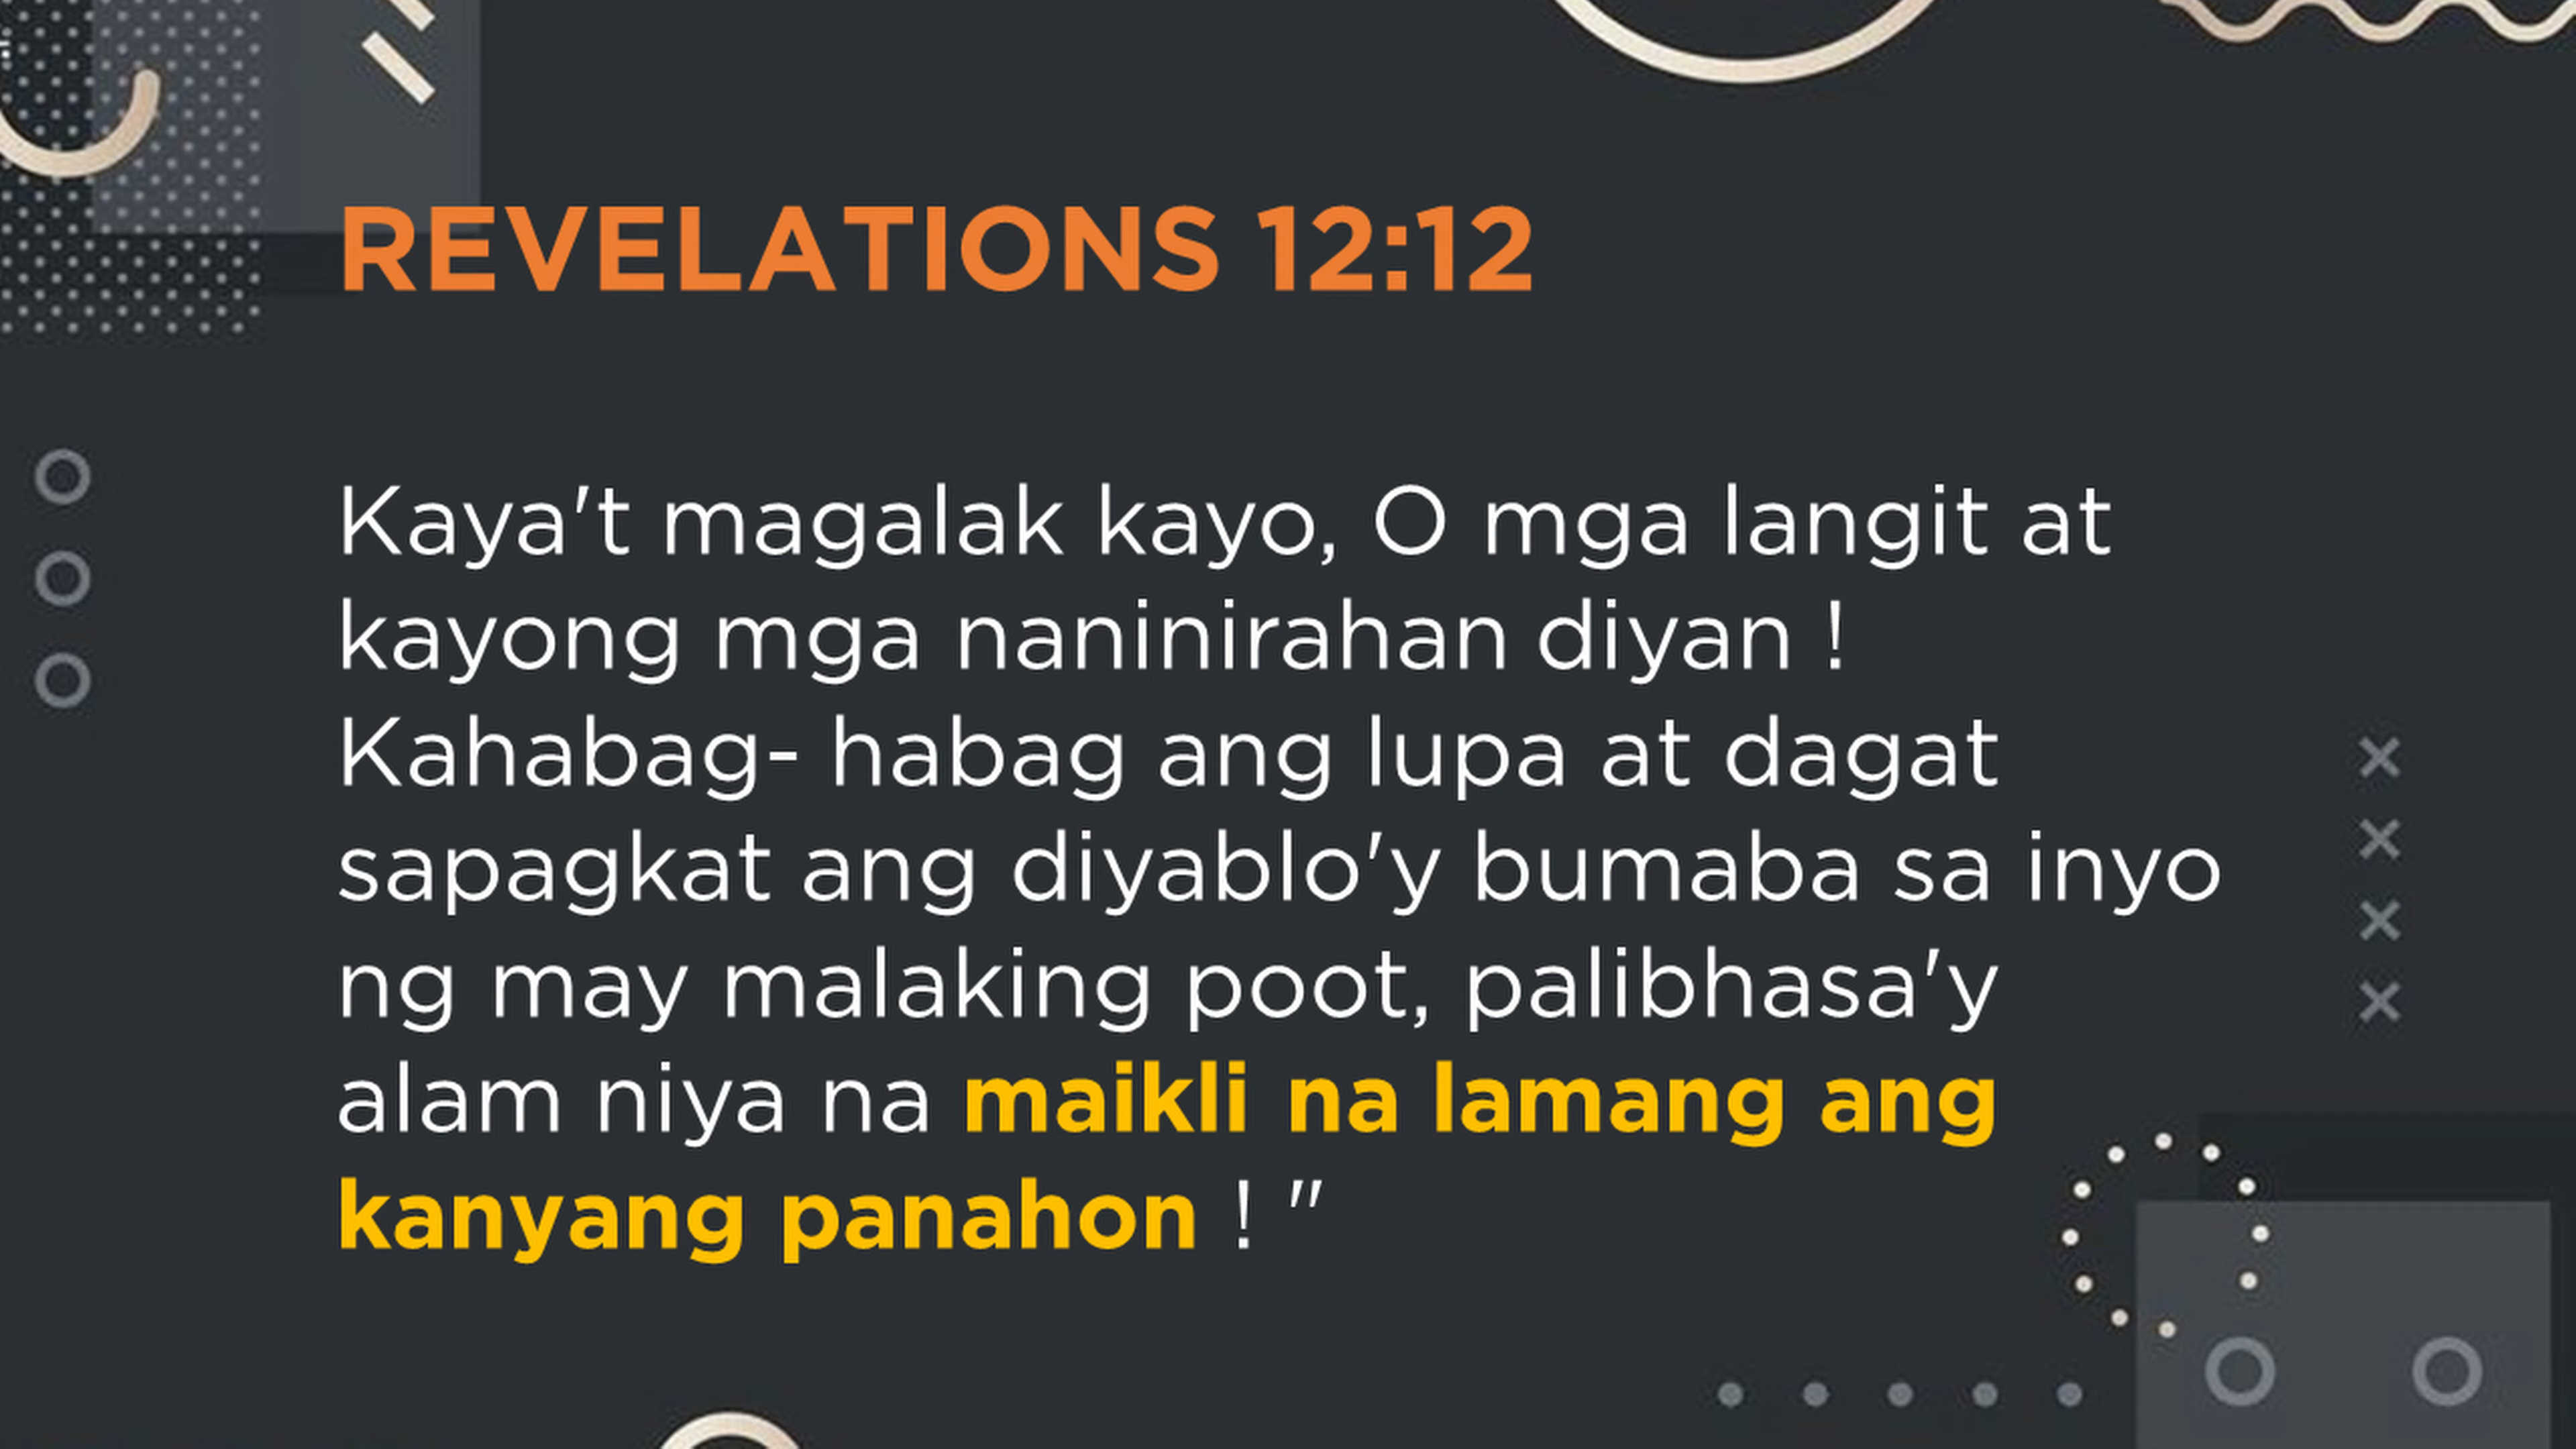 REVELATIONS 12:12
Kaya't magalak kayo, O mga langit at
kayong mga naninirahan diyan !
Kahabag- habag ang lupa at dagat
sapagkat ang diyablo'y bumaba sa inyo
ng may malaking poot, palibhasa'y
alam niya na maikli na lamang ang
kanyang panahon ! "